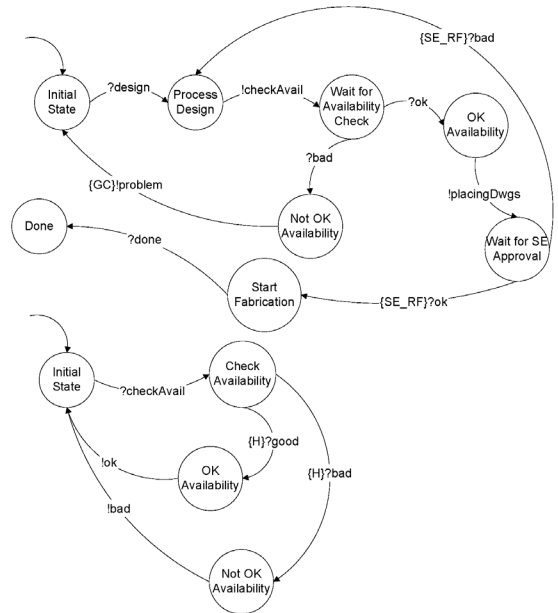 {SE_RF}?bad
Initial
State
?design
Process
Design
!checkAvail
Wait for
Availability
Check
?ok
OK
Availability
?bad
{GC}!problem
!placingDwgs
Not OK
Availability
Done
?done
Wait for SE
Approval
Start
Fabrication
{SE_RF}?ok
Initial
State
?checkAvail
Check
Availability
{H}?good
!ok
OK
Availability
{H}?bad
!bad
Not OK
Availability